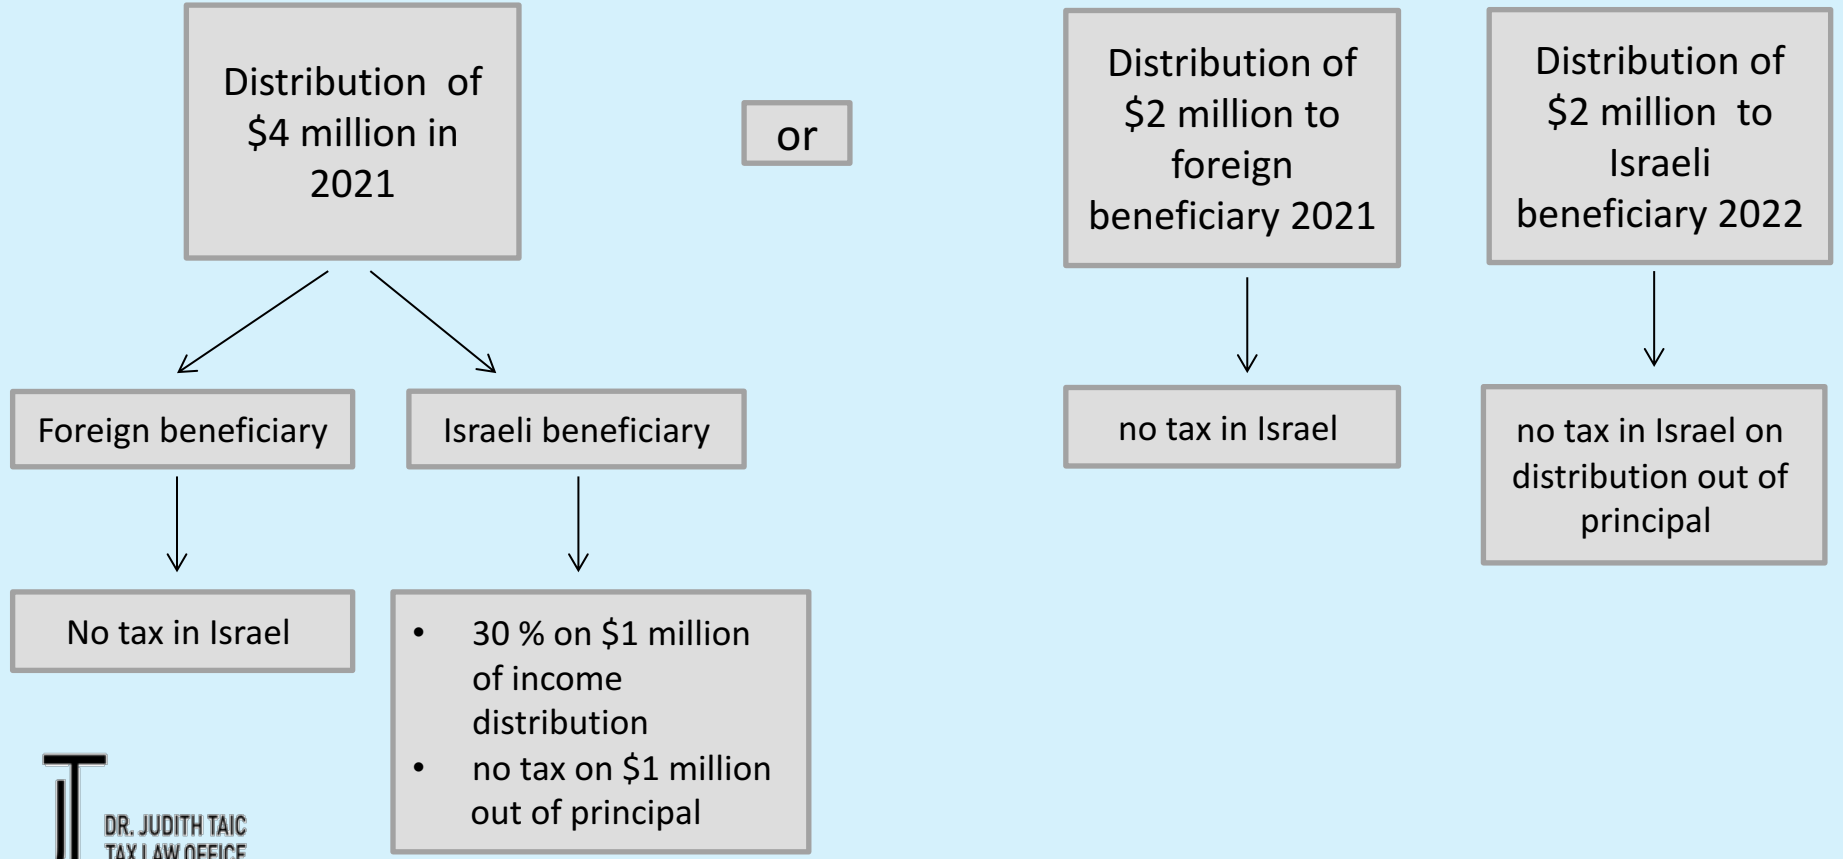 Distribution of
$4 million in
2021
or
Distribution of
$2 million to
foreign
beneficiary 2021
Distribution of
$2 million to
Israeli
beneficiary 2022
Foreign beneficiary
Israeli beneficiary
no tax in Israel
no tax in Israel on
distribution out of
principal
No tax in Israel
• 30 % on $1 million
of income
distribution
• no tax on $1 million
out of principal
DR. JUDITH TAIC
TAX LAW OFFICE